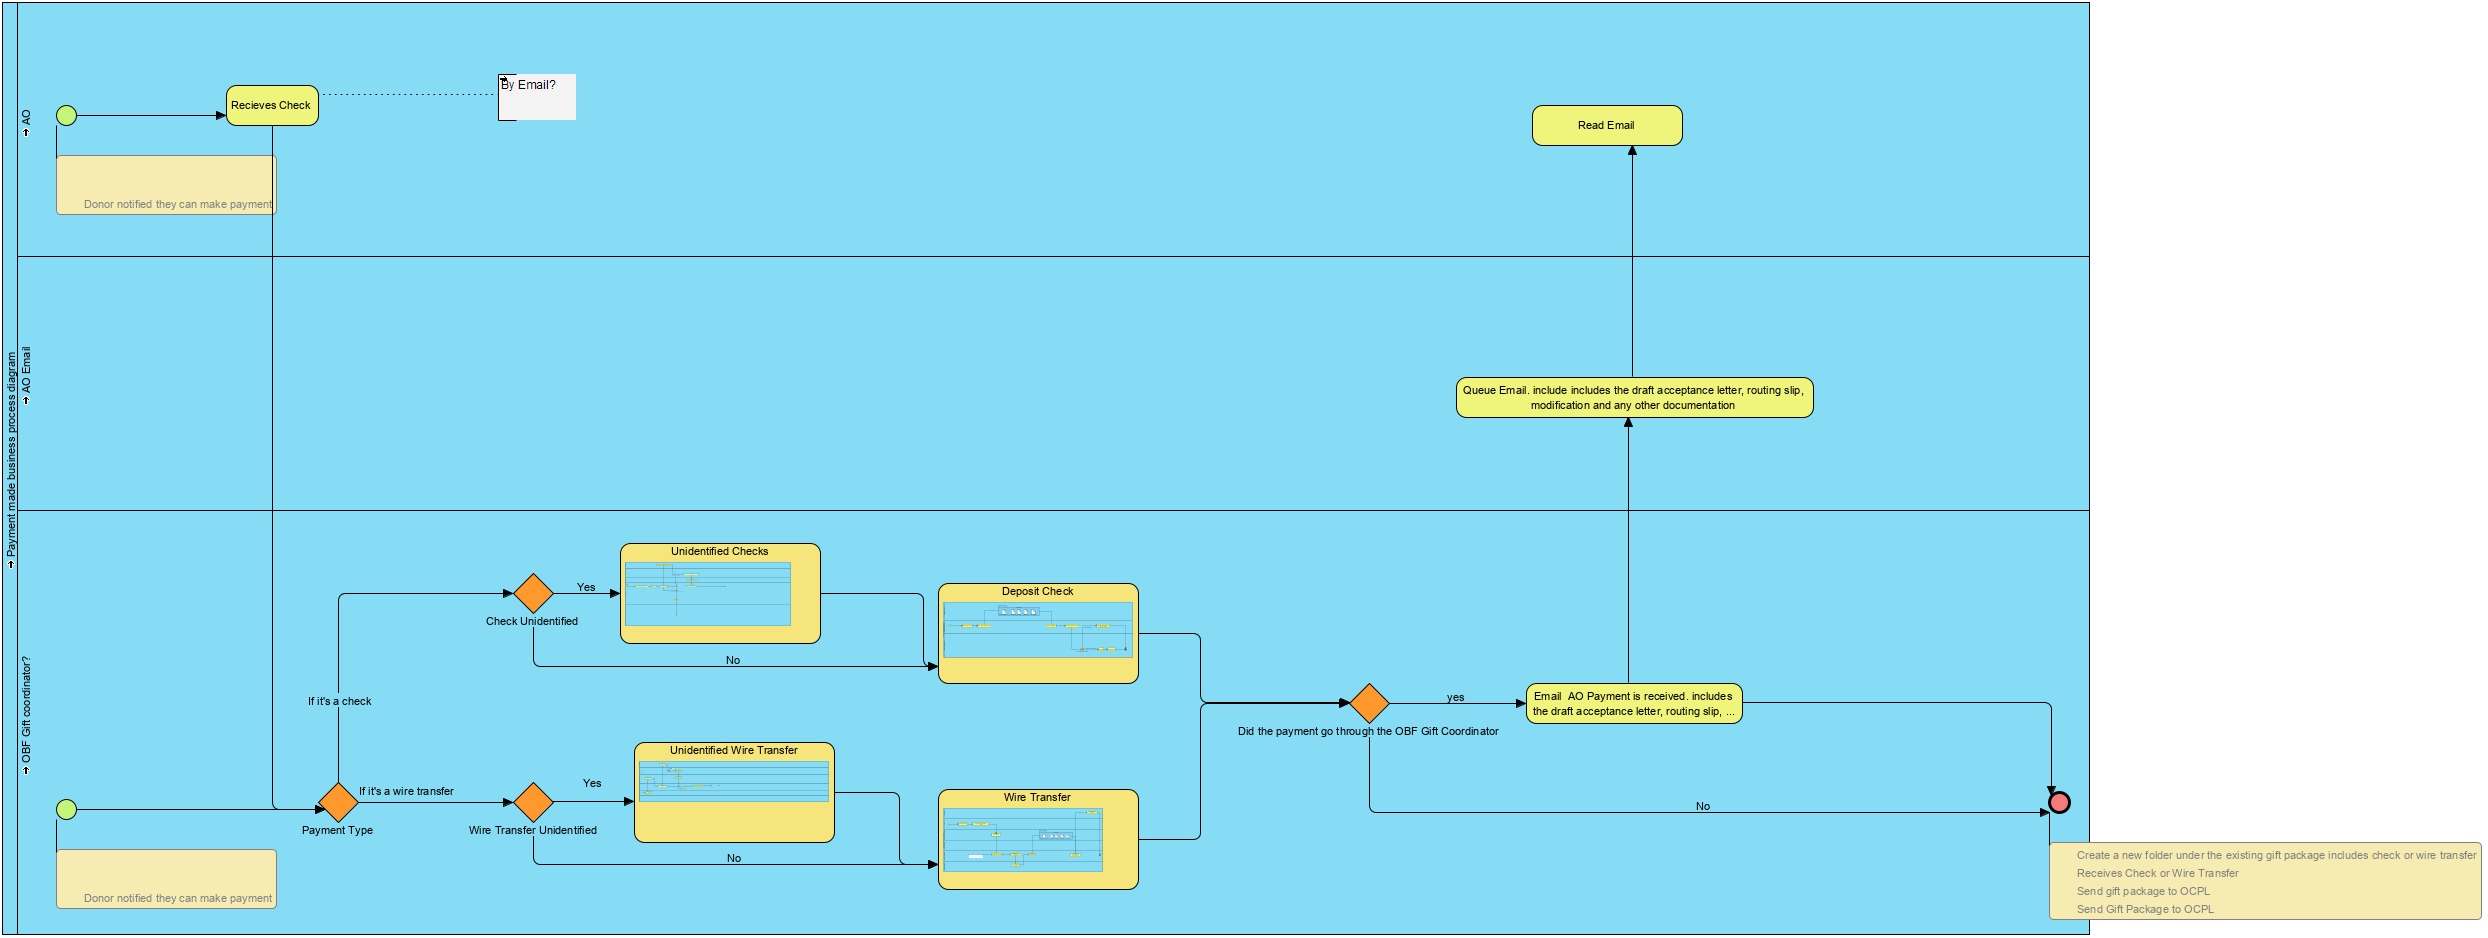 Payment made business process diagram
AO
Recieves Check
By Email?
Donor notified they can make payment
Read Email
AO Email
Queue Email. include includes the draft acceptance letter, routing slip,
modification and any other documentation
OBF Gift coordinator?
Unidentified Checks
Check Unidentified
Yes
No
Deposit Check
If it's a check
If it's a wire transfer
Payment Type
Donor notified they can make payment
Wire Transfer Unidentified
Yes
No
Unidentified Wire Transfer
Wire Transfer
Did the payment go through the OBF Gift Coordinator
yes
No
Email  AO Payment is received. includes
the draft acceptance letter, routing slip, ...
Create a new folder under the existing gift package includes check or wire transfer
Receives Check or Wire Transfer
Send gift package to OCPL
Send Gift Package to OCPL